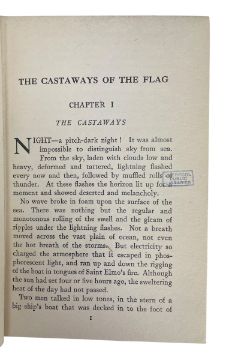 THE CASTAWAYS OF THE FLAG
CHAPTER I
THE CASTAWAYS
NIGHT—a pitch-dark night! It was almost
impossible to distinguish sky from sea.
From the sky, laden with clouds low and
heavy, deformed and tattered, lightning flashed
every now and then, followed by muffled rolls of
thunder. At these flashes the horizon lit up for a
moment and showed deserted and melancholy.
No wave broke in foam upon the surface of the
sea. There was nothing but the regular and
monotonous rolling of the swell and the gleam of
ripples under the lightning flashes. Not a breath
moved across the vast plain of ocean, not even
the hot breath of the storms. But electricity so
charged the atmosphere that it escaped in phos-
phorescent light, and ran up and down the rigging
of the boat in tongues of Saint Elmo's fire. Although
the sun had set four or five hours ago, the sweltering
heat of the day had not passed.
Two men talked in low tones, in the stern of a
big ship's boat that was decked in to the foot of
1